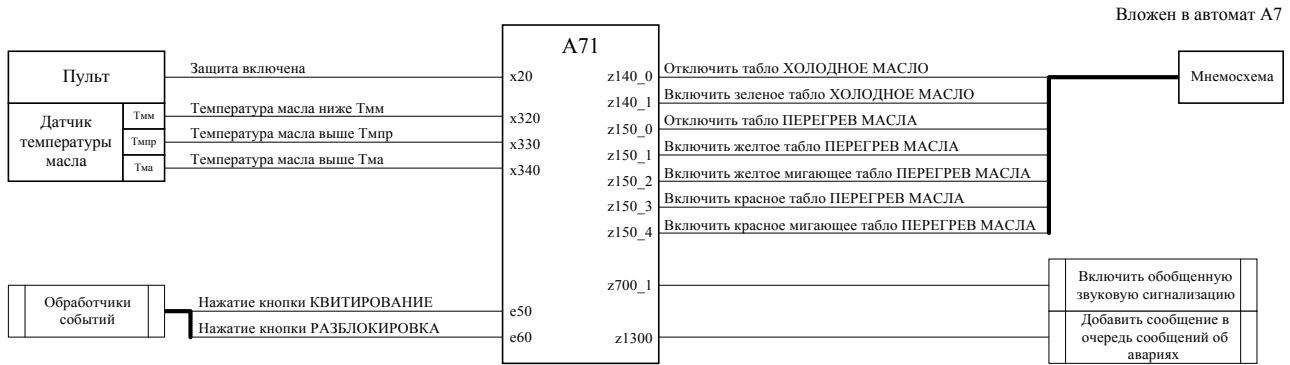 Вложен в автомат А7
А71
Пульт
Защита включена
x20
Датчик
температуры
масла
Тмм
Температура масла ниже Тмм
x320
Тмпр
Температура масла выше Тмпр
x330
Тма
Температура масла выше Тма
x340
Обработчики
событий
Нажатие кнопки КВИТИРОВАНИЕ
e50
Нажатие кнопки РАЗБЛОКИРОВКА
e60
z140_0
Отключить табло ХОЛОДНОЕ МАСЛО
z140_1
Включить зеленое табло ХОЛОДНОЕ МАСЛО
z150_0
Отключить табло ПЕРЕГРЕВ МАСЛА
z150_1
Включить желтое табло ПЕРЕГРЕВ МАСЛА
z150_2
Включить желтое мигающее табло ПЕРЕГРЕВ МАСЛА
z150_3
Включить красное табло ПЕРЕГРЕВ МАСЛА
z150_4
Включить красное мигающее табло ПЕРЕГРЕВ МАСЛА
Мнемосхема
z700_1
Включить обобщенную
звуковую сигнализацию
z1300
Добавить сообщение в
очередь сообщений об
авариях